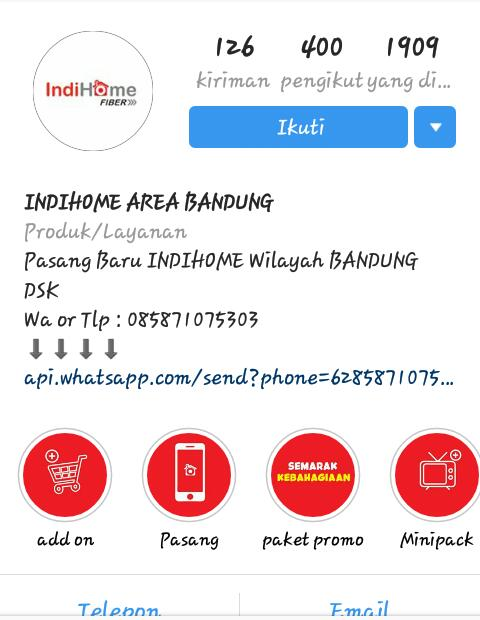 IndiHome
FIBER
126 400 1909
kiriman pengikut yang di...
Ikuti
INDIHOME AREA BANDUNG
Produk/Layanan
Pasang Baru INDIHOME Wilayah BANDUNG
DSK
Wa or Tlp : 085871075303
api.whatsapp.com/send?phone=6285871075...
SEMARAK
KEBAHAGIAAN
add on Pasang paket promo Minipack
Telepon Email